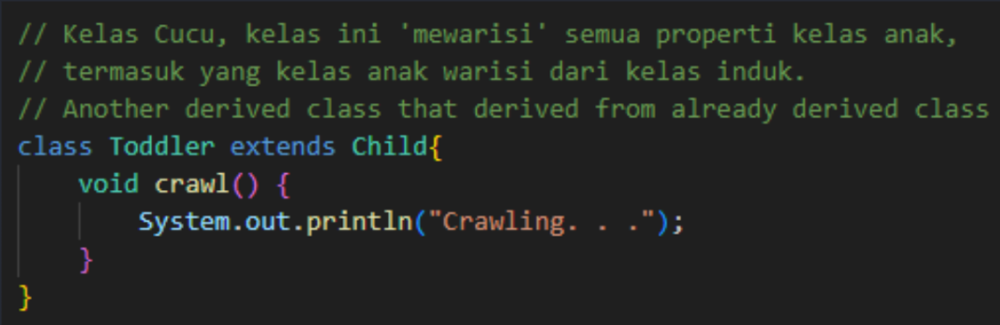 // Kelas Cucu, kelas ini 'mewarisi' semua properti kelas anak,
// termasuk yang kelas anak warisi dari kelas induk.
// Another derived class that derived from already derived class
class Toddler extends Child{
    void crawl() {
        System.out.println("Crawling. . .");
    }
}